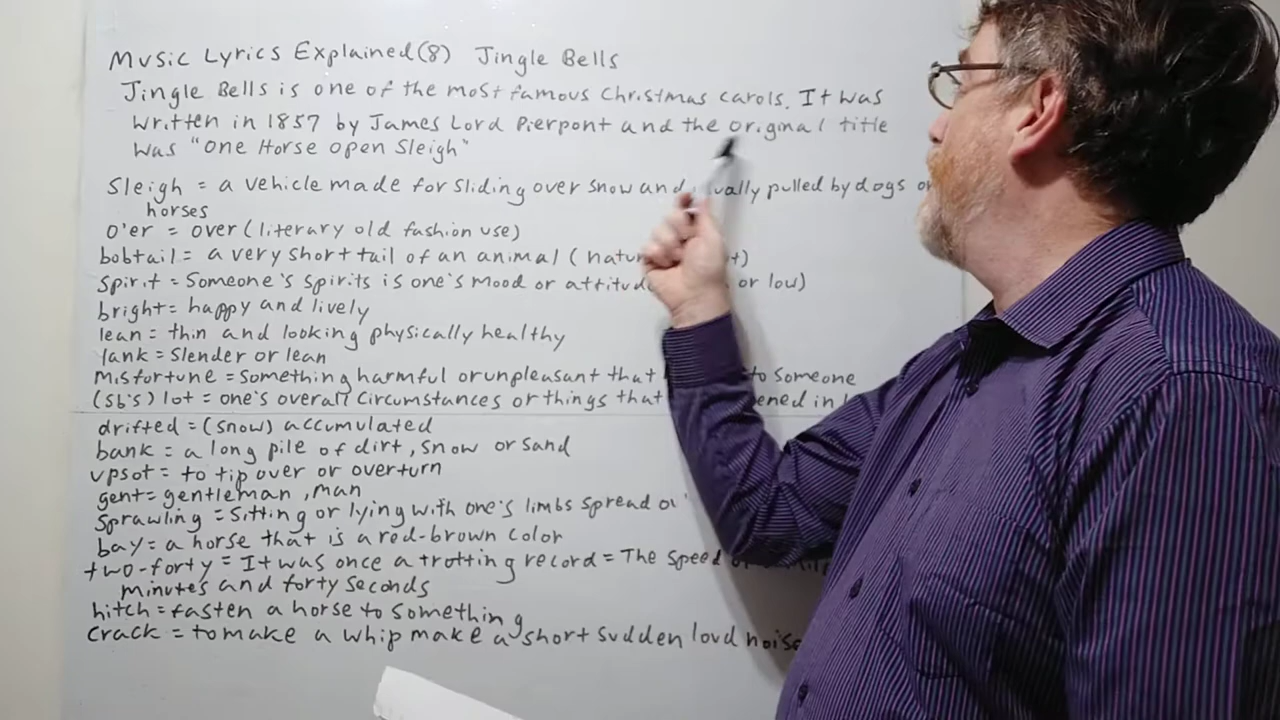 Music Lyrics Explained (8) Jingle Bells
Jingle Bells is one of the most famous Christmas carols. It was
written in 1857 by James Lord Pierpont and the original title
was "One Horse Open Sleigh"
Sleigh = a vehicle made for sliding over snow and pulled by dogs
horses
o'er = over (literary old fashion use)
bobtail = a very short tail of an animal (
spirit = Someone's spirits is one's mood or or low)
bright = happy and lively
lean = thin and looking physically healthy
lank = Slender or lean
misfortune = something harmful or unpleasant that to someone
(sb's) lot = one's overall circumstances or things that in
drifted = (snow) accumulated
bank = a long pile of dirt, snow or sand
upsot = to tip over or overturn
gent = gentleman, man
sprawling = sitting or lying with one's limbs spread
bay = a horse that is a red-brown color
two-forty = It was once a trotting record = The speed
minutes and forty seconds
hitch = fasten a horse to something
crack = to make a whip make a short sudden loud noise